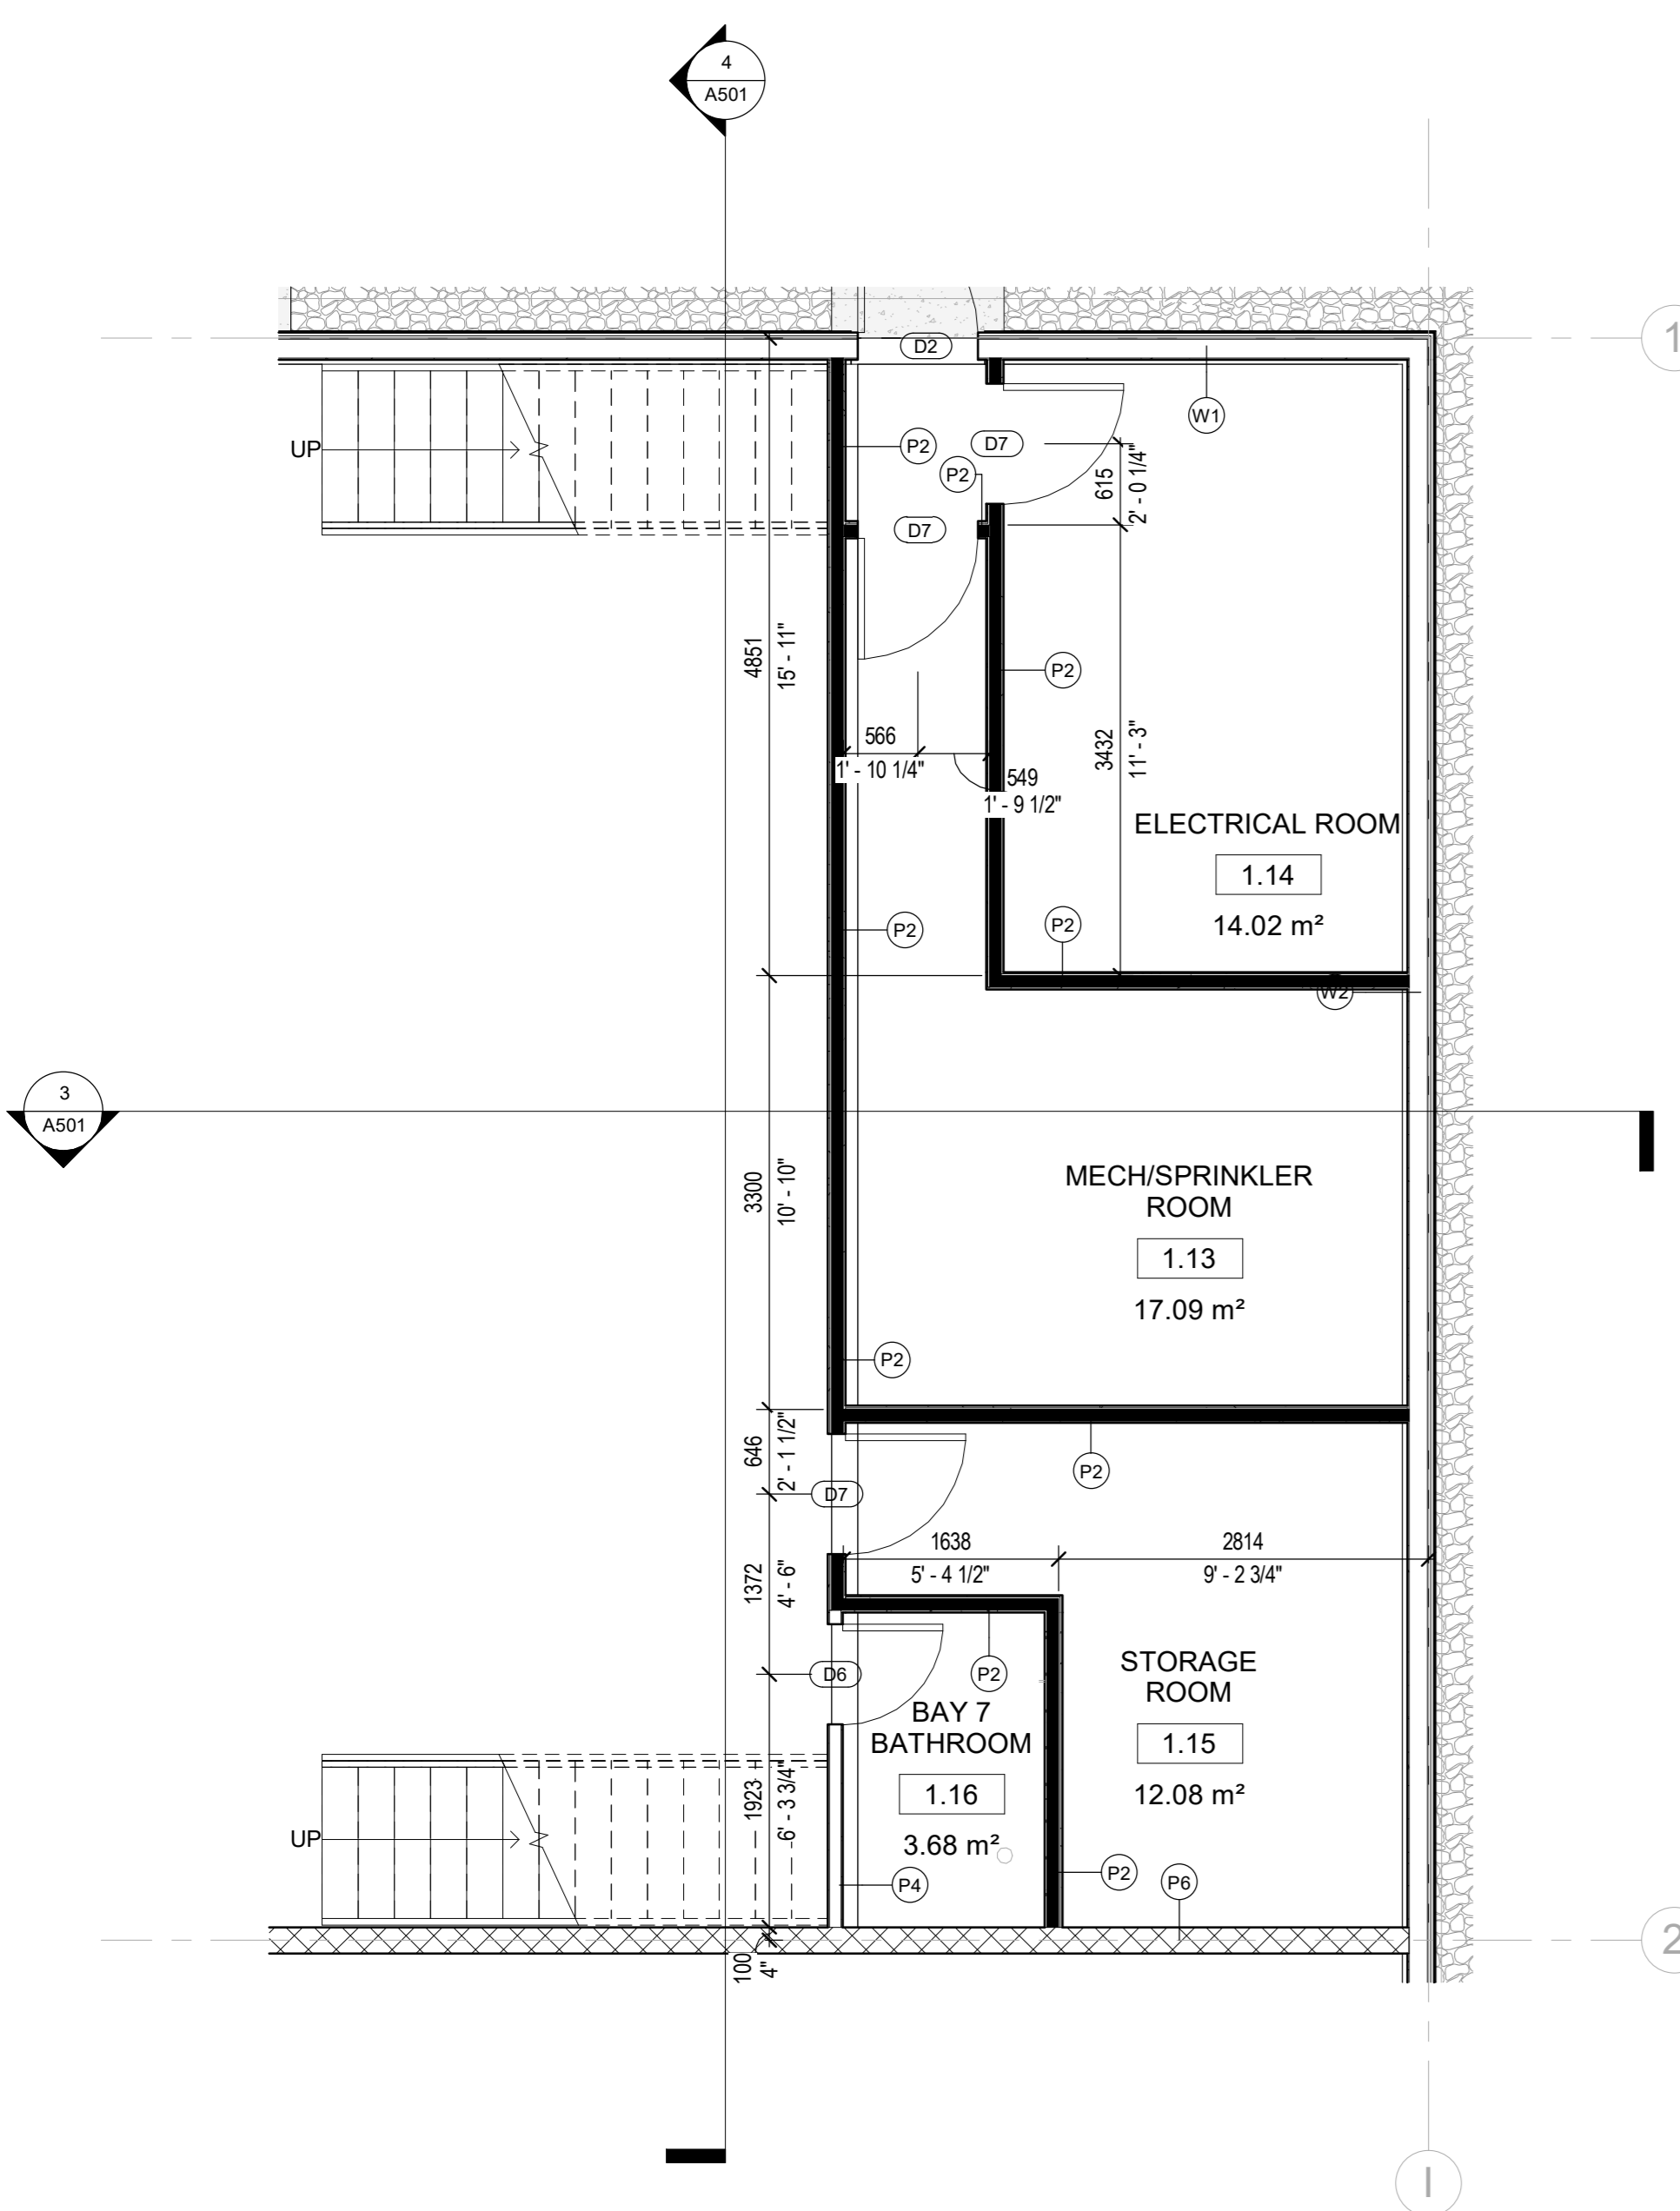 4
A501
1
D2
W1
UP
P2
D7
P2
615
2' - 0 1/4"
D7
4851
15' - 11"
P2
3432
11' - 3"
566
1' - 10 1/4"
549
1' - 9 1/2"
ELECTRICAL ROOM
1.14
14.02 m²
P2
P2
W2
3
A501
3300
10' - 10"
MECH/SPRINKLER
ROOM
1.13
17.09 m²
P2
646
2' - 1 1/2"
P2
D7
1638
5' - 4 1/2"
2814
9' - 2 3/4"
1372
4' - 6"
D6
P2
BAY 7
BATHROOM
1.16
3.68 m²
STORAGE
ROOM
1.15
12.08 m²
1923
6' - 3 3/4"
UP
P4
P2
P6
100
4"
2
I